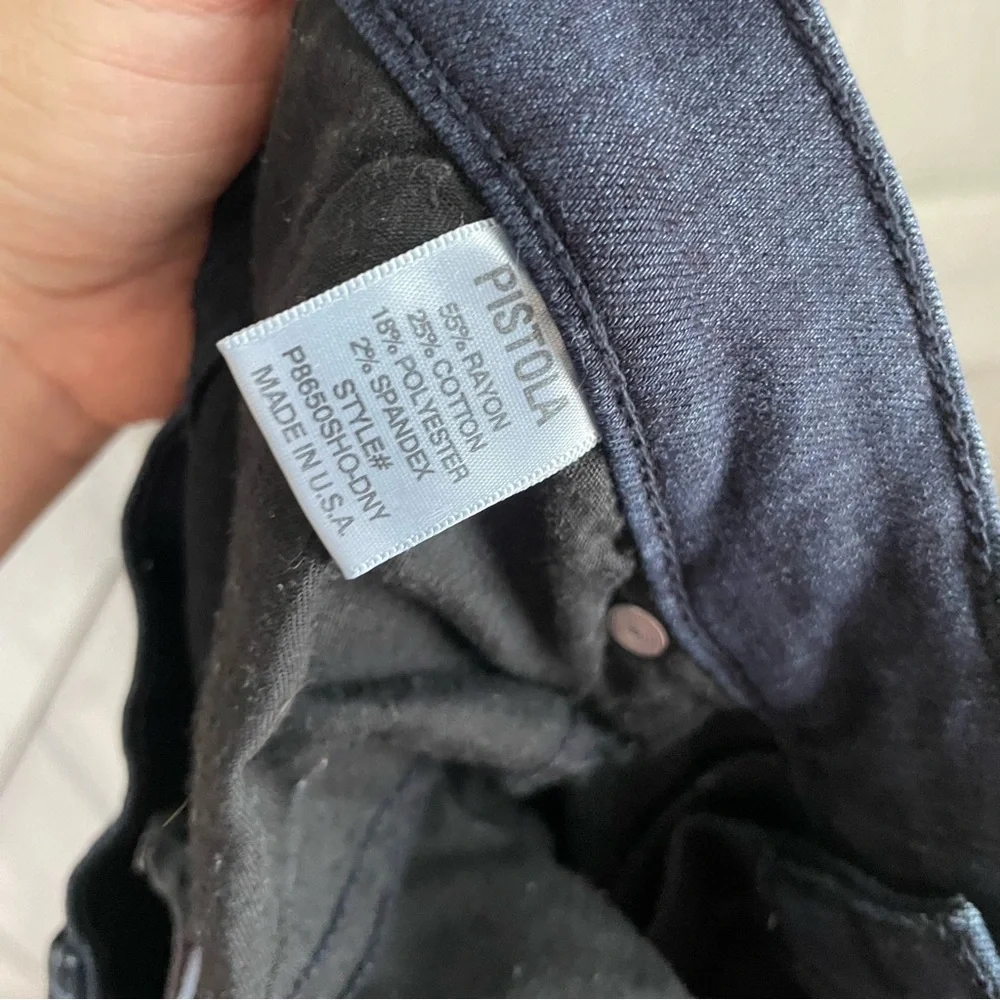 PISTOLA
55% RAYON
25% COTTON
18% POLYESTER
2% SPANDEX
STYLE#
P8650SHO-DNY
MADE IN U.S.A.